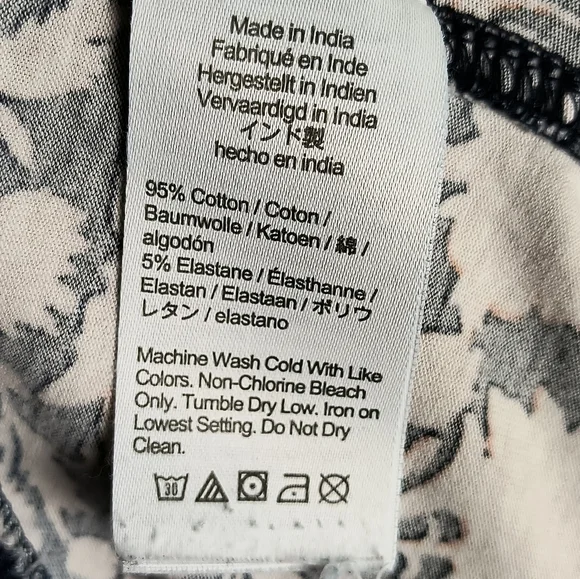 Made in India
Fabriqué en Inde
Hergestellt in Indien
Vervaardigd in India
インド製
hecho en india
95% Cotton / Coton /
Baumwolle / Katoen / 綿 /
algodón
5% Elastane / Élasthanne /
Elastan / Elastaan / ポリウ
レタン / elastano
Machine Wash Cold With Like
Colors. Non-Chlorine Bleach
Only. Tumble Dry Low. Iron on
Lowest Setting. Do Not Dry
Clean.
30